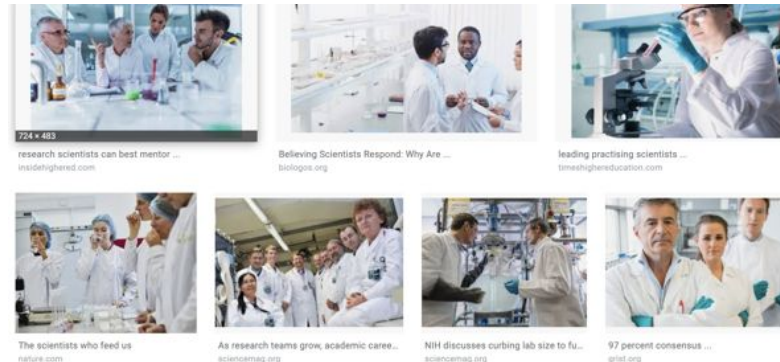 724 × 483
research scientists can best mentor ...
insidehighered.com
Believing Scientists Respond: Why Are ...
biologos.org
leading practising scientists ...
timeshighereducation.com
The scientists who feed us
nature.com
As research teams grow, academic caree...
sciencemag.org
NIH discusses curbing lab size to fu...
sciencemag.org
97 percent consensus ...
grist.org